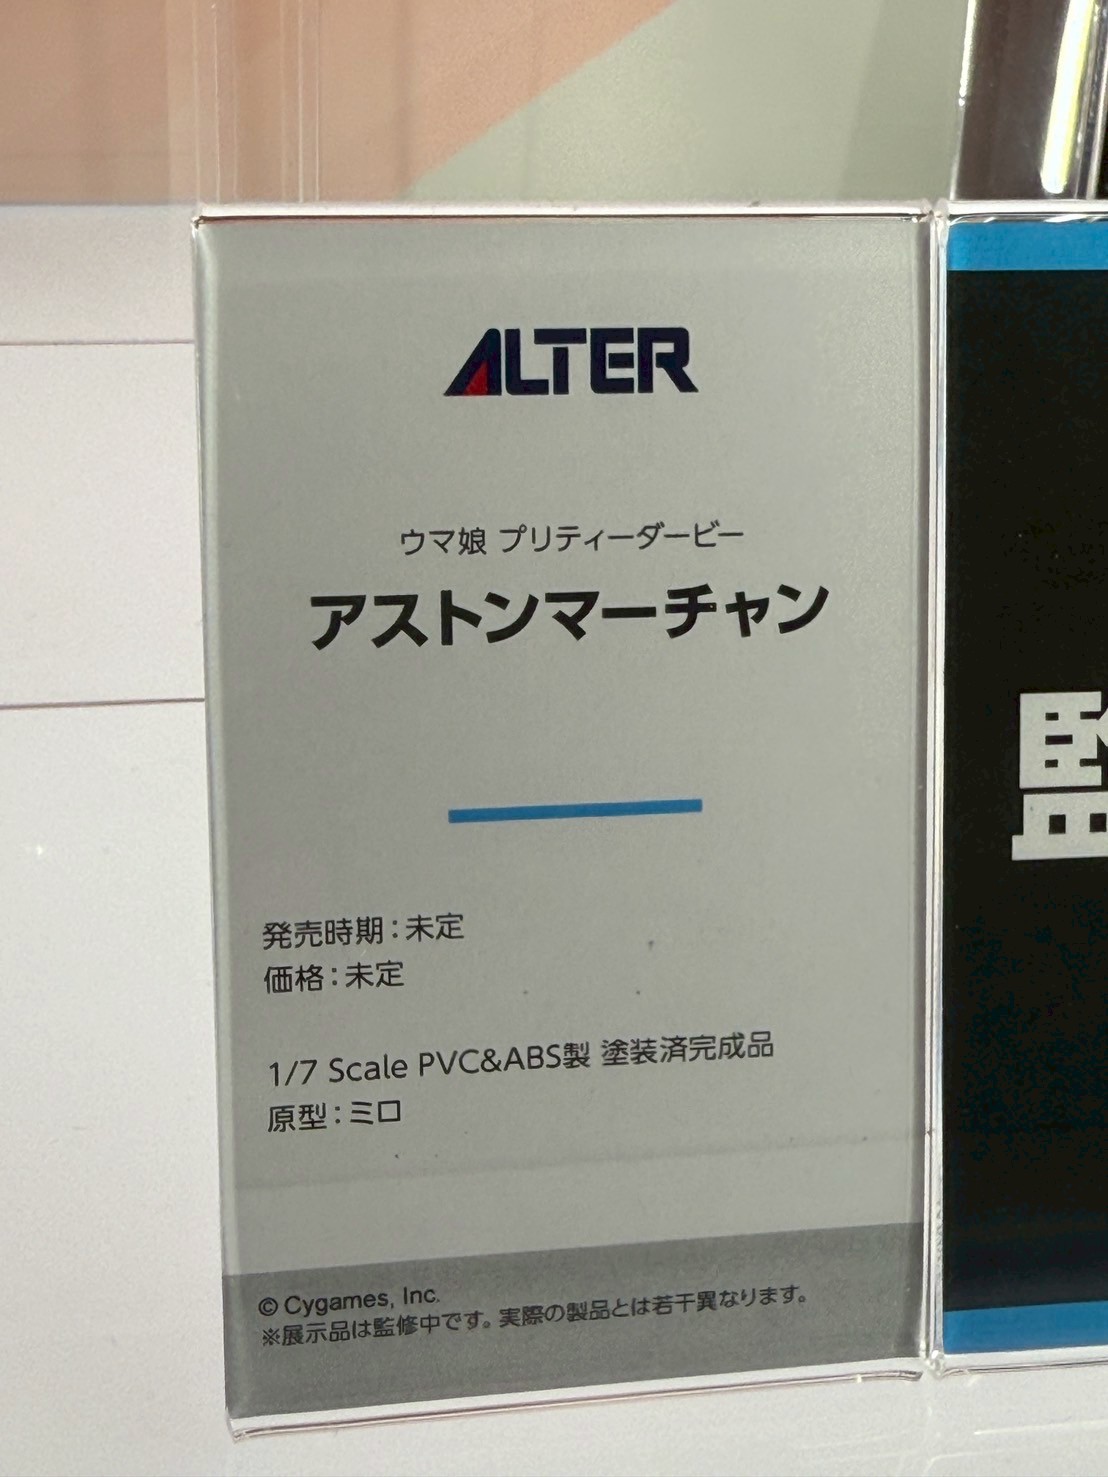 ALTER
ウマ娘 プリティーダービー
アストンマーチャン
発売時期：未定
価格：未定
1/7 Scale PVC&ABS製 塗装済完成品
原型：ミロ
© Cygames, Inc.
※展示品は監修中です。実際の製品とは若干異なります。
監